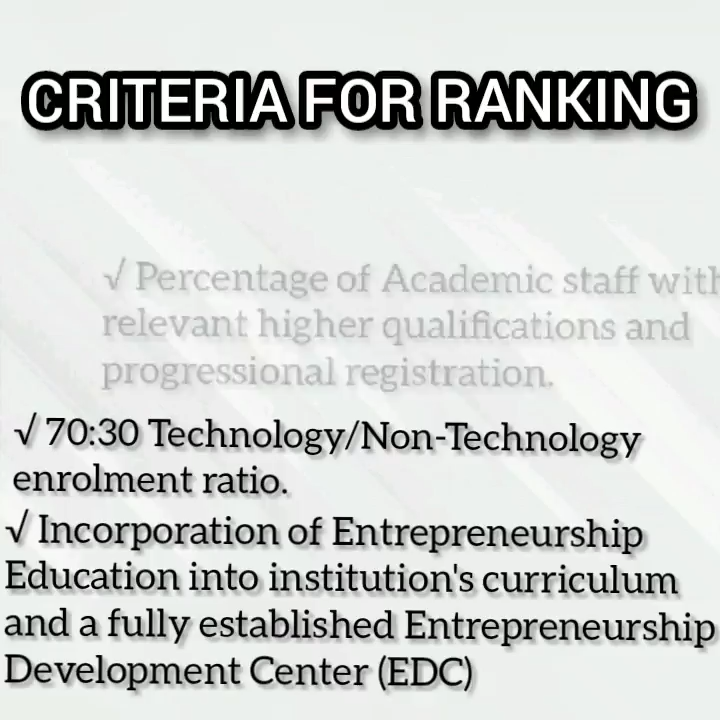 CRITERIA FOR RANKING
√ Percentage of Academic staff with
relevant higher qualifications and
progressional registration.
√ 70:30 Technology/Non-Technology
enrolment ratio.
√ Incorporation of Entrepreneurship
Education into institution's curriculum
and a fully established Entrepreneurship
Development Center (EDC)